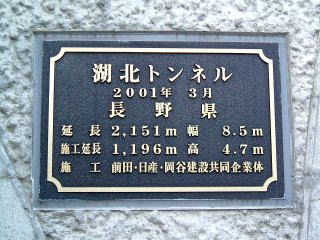 湖北トンネル
2001年 3月
長野県
延長 2,151m 幅 8.5m
施工延長 1,196m 高 4.7m
施工 前田・日産・岡谷建設共同企業体